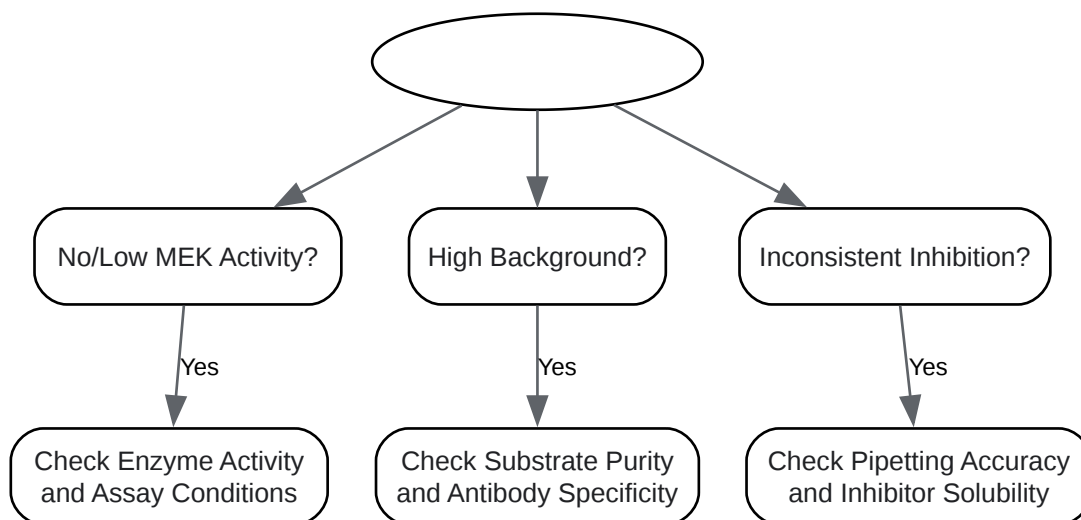 No/Low MEK Activity?
High Background?
Inconsistent Inhibition?
Yes
Yes
Yes
Check Enzyme Activity
and Assay Conditions
Check Substrate Purity
and Antibody Specificity
Check Pipetting Accuracy
and Inhibitor Solubility